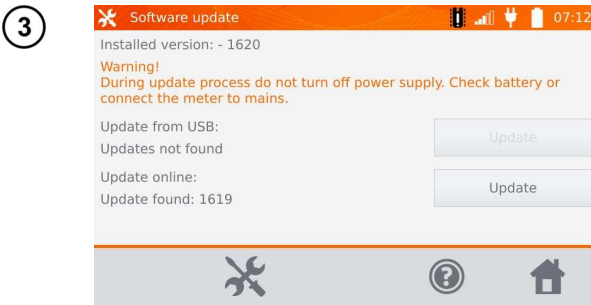 3
Software update
07:12
Installed version: - 1620
Warning!
During update process do not turn off power supply. Check battery or
connect the meter to mains.
Update from USB:
Update
Updates not found
Update online:
Update
Update found: 1619